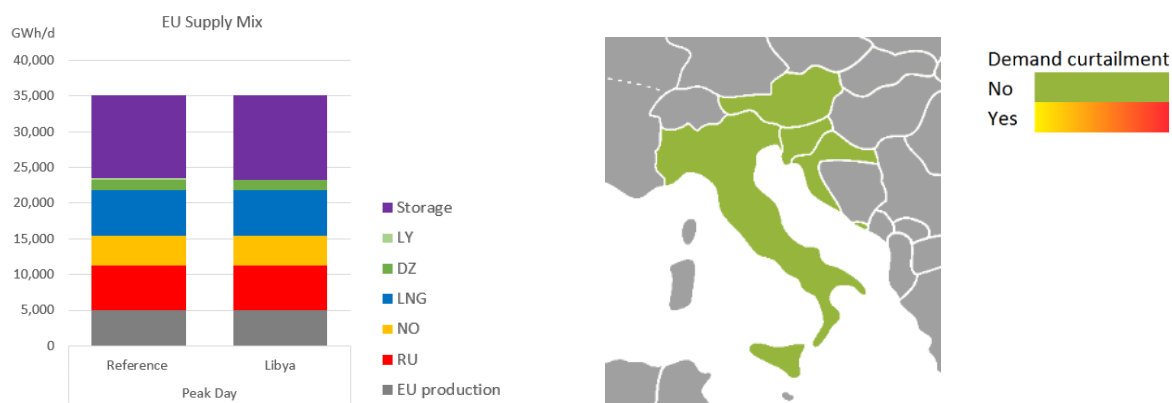 EU Supply Mix
GWh/d
40,000
35,000
30,000
25,000
20,000
15,000
10,000
5,000
0
Reference
Libya
Peak Day
Storage
LY
DZ
LNG
NO
RU
EU production
Demand curtailment
No
Yes